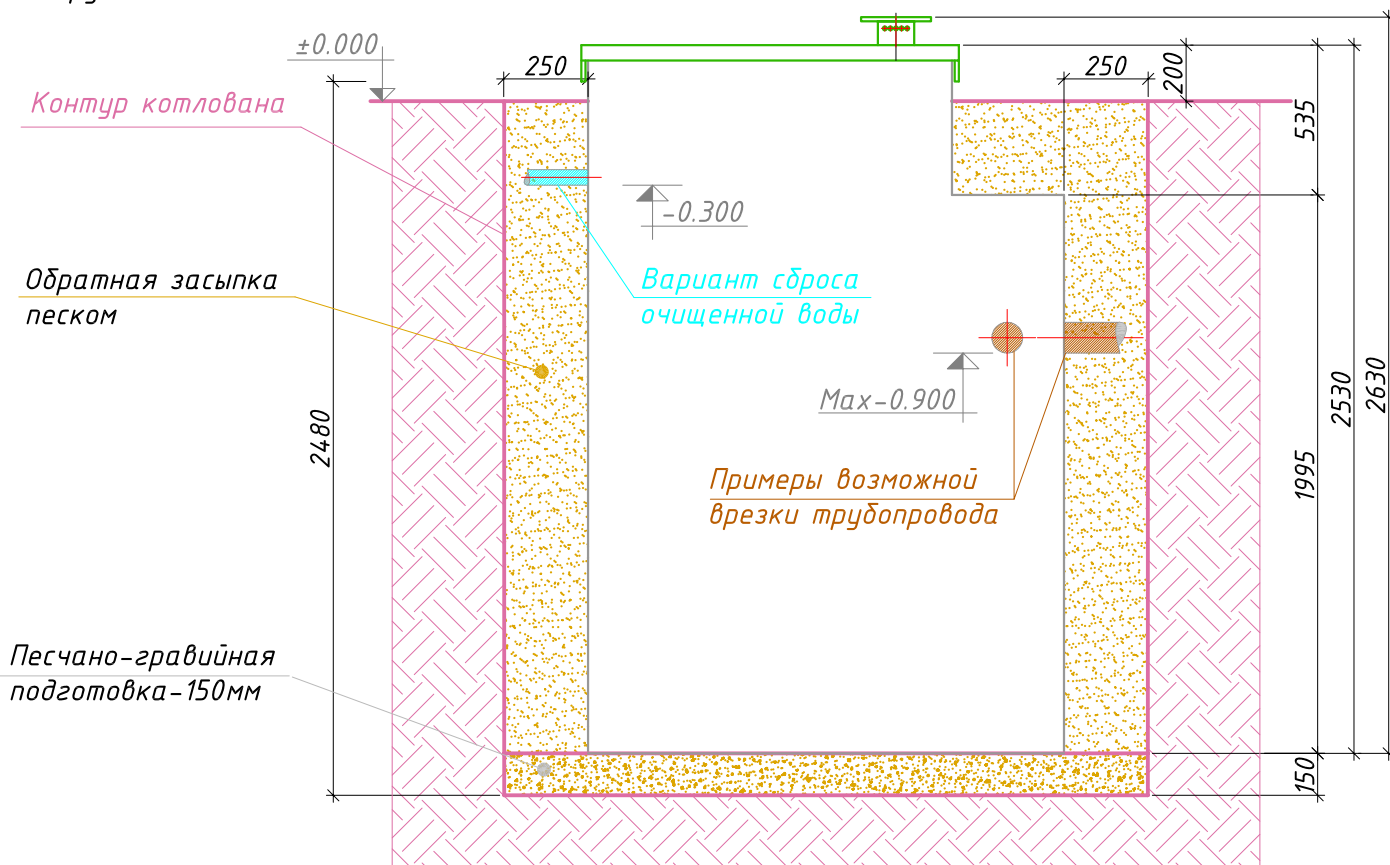 ±0.000
250
250
200
Контур котлована
535
-0.300
Обратная засыпка
песком
Вариант сброса
очищенной воды
Max-0.900
2480
2530
2630
Примеры возможной
врезки трубопровода
1995
Песчано-гравийная
подготовка-150мм
150